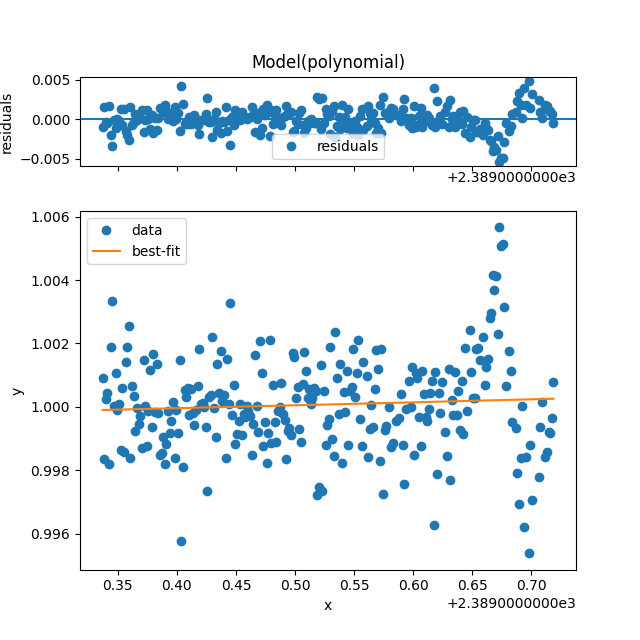 Model(polynomial)
0.005
0.000
−0.005
residuals
residuals
+2.3890000000e3
1.006
1.004
1.002
1.000
0.998
0.996
y
data
best-fit
0.35 0.40 0.45 0.50 0.55 0.60 0.65 0.70
x
+2.3890000000e3